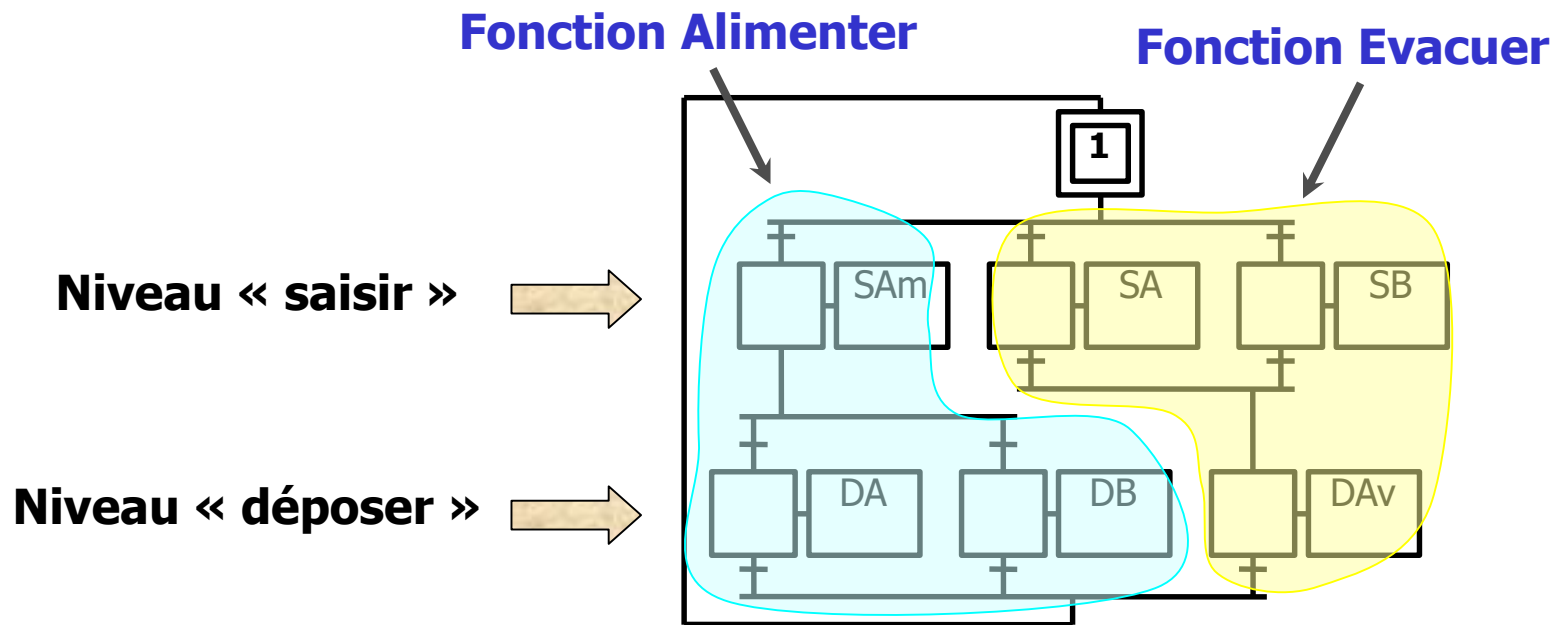 Fonction Alimenter
Fonction Evacuer
1
Niveau « saisir »
SAm
SA
SB
Niveau « déposer »
DA
DB
DAv